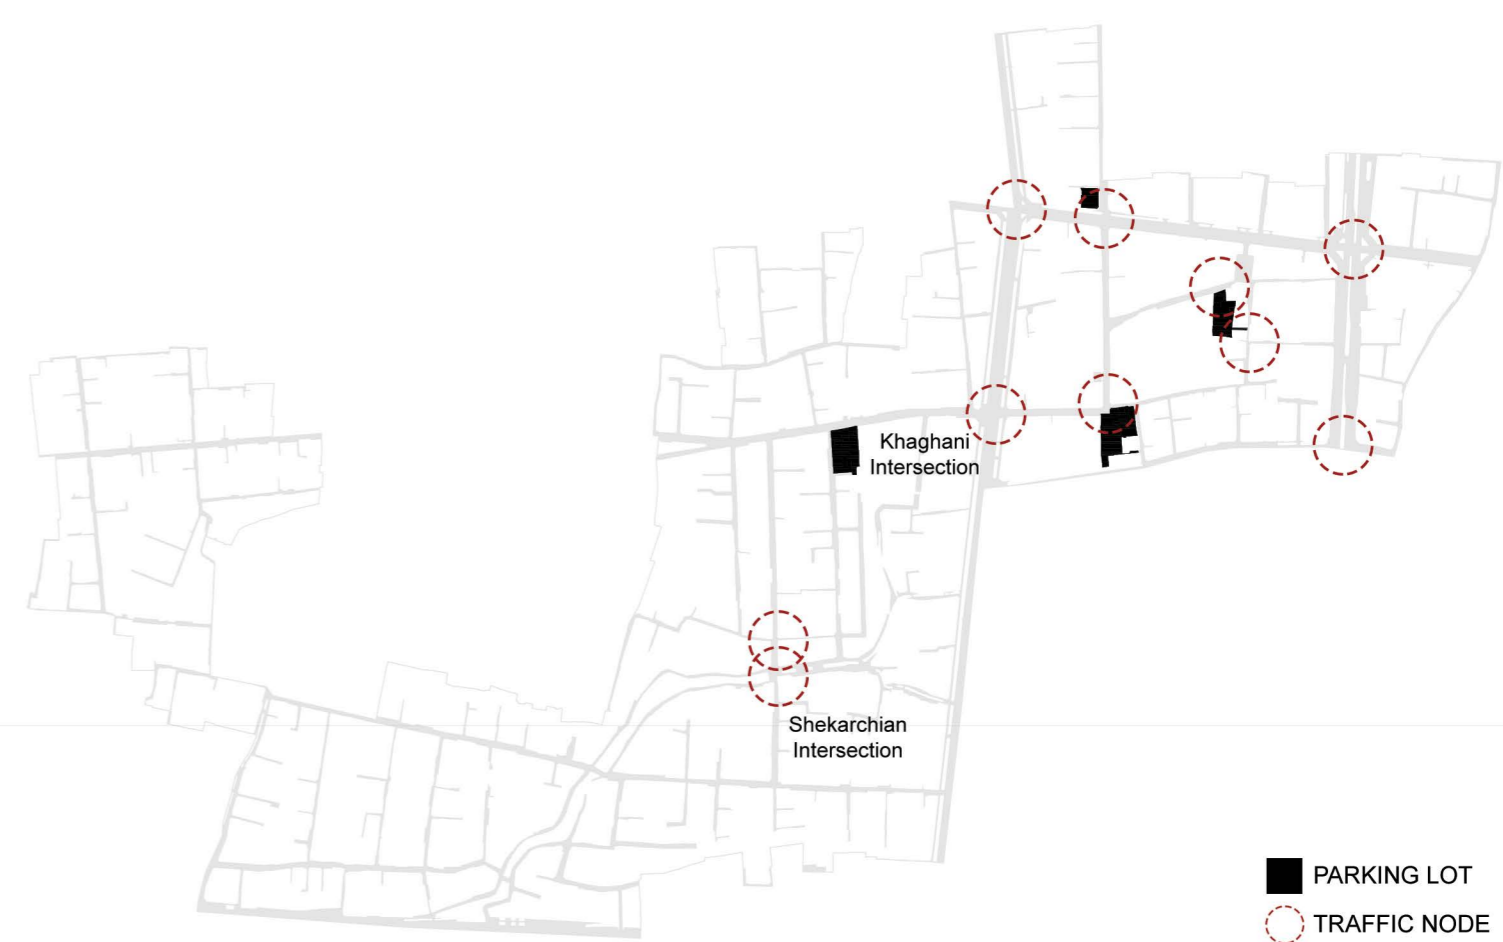 Khaghani
Intersection
Shekarchian
Intersection
PARKING LOT
TRAFFIC NODE